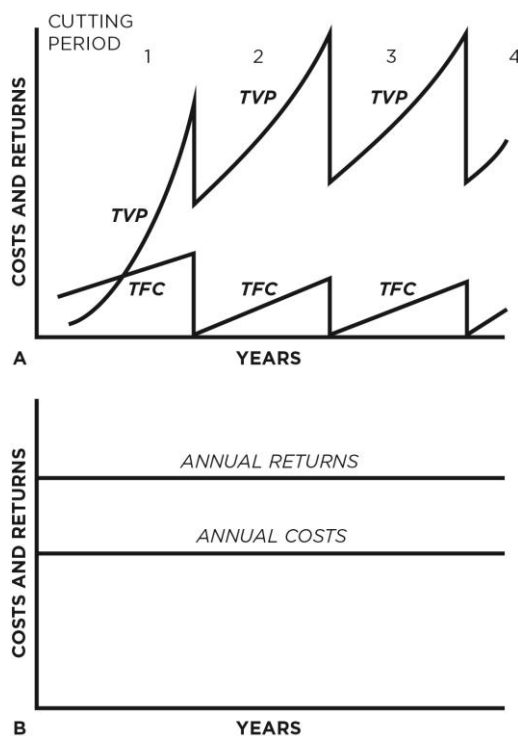 CUTTING
PERIOD
1 2 3 4
TVP TVP
TVP
TFC TFC TFC
COSTS AND RETURNS
A YEARS
ANNUAL RETURNS
ANNUAL COSTS
COSTS AND RETURNS
B YEARS